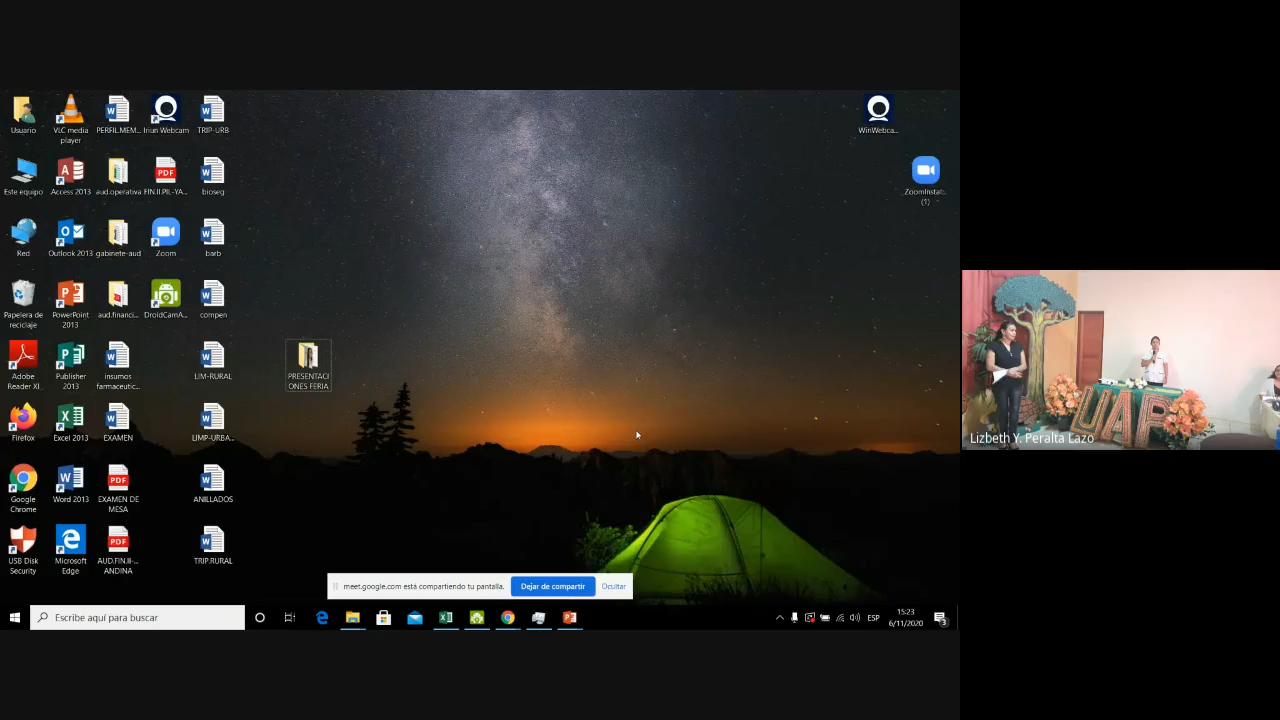 Usuario
VLC media
player
PERFIL.MEM...
Iriun Webcam
TRIP-URB
WinWebca...
Este equipo
Access 2013
aud.operativa
FIN.II.PIL-YA...
bioseg
ZoomInstal...
(1)
Red
Outlook 2013
gabinete-aud
Zoom
barb
Papelera de
reciclaje
PowerPoint
2013
aud.financi...
DroidCamA...
compen
Adobe
Reader XI
Publisher
2013
insumos
farmaceutic...
LIM-RURAL
PRESENTACI
ONES FERIA
Firefox
Excel 2013
EXAMEN
LIMP-URBA...
Google
Chrome
Word 2013
EXAMEN DE
MESA
ANILLADOS
USB Disk
Security
Microsoft
Edge
AUD.FIN.II-...
ANDINA
TRIP.RURAL
meet.google.com está compartiendo tu pantalla.
Dejar de compartir
Ocultar
Escribe aquí para buscar
ESP
15:23
6/11/2020
3
UAP
Lizbeth Y. Peralta Lazo